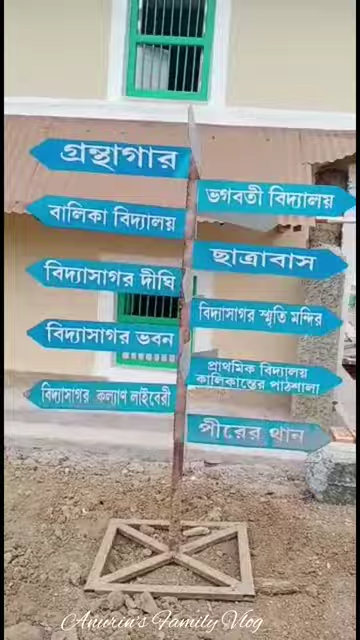 গ্রন্থাগার
ভগবতী বিদ্যালয়
বালিকা বিদ্যালয়
ছাত্রাবাস
বিদ্যাসাগর দীঘি
বিদ্যাসাগর স্মৃতি মন্দির
বিদ্যাসাগর ভবন
প্রাথমিক বিদ্যালয়
কালিকান্তের পাঠশালা
বিদ্যাসাগর কল্যাণ লাইবেরী
পীরের থান
Anurin's Family Vlog